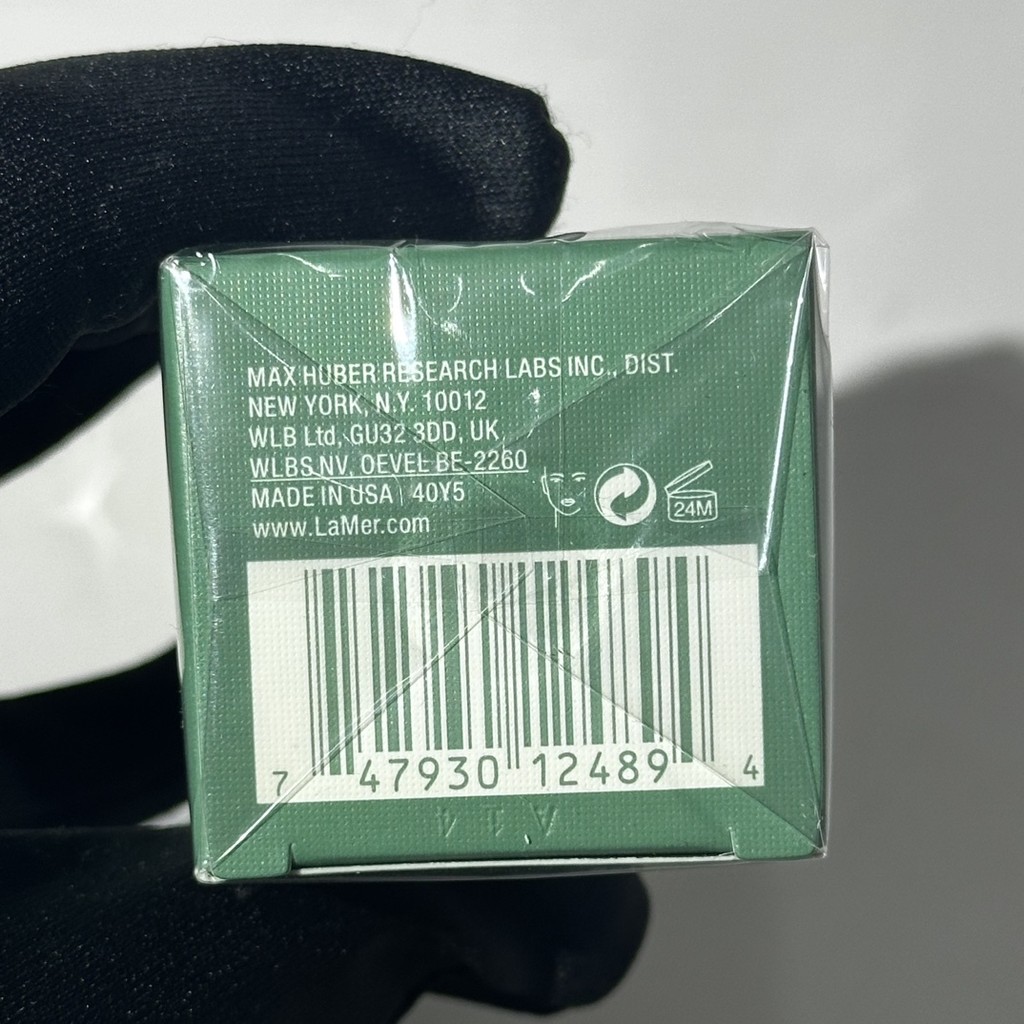 MAX HUBER RESEARCH LABS INC., DIST.
NEW YORK, N.Y. 10012
WLB Ltd, GU32 3DD, UK
WLBS NV, OEVEL BE-2260
MADE IN USA | 40Y5
www.LaMer.com
24M
7 47930 12489 4